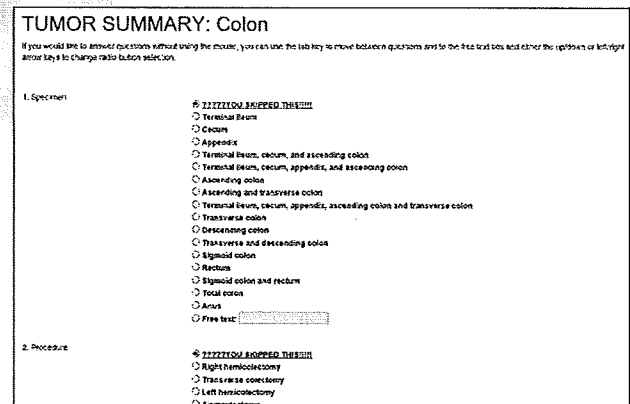 TUMOR SUMMARY: Colon
If you would like to answer questions without using the mouse, you can use the tab key to move between questions and to the free text box and either the up/down or left/right
arrow keys to change radio button selection.
1. Specimen
?????YOU SKIPPED THIS!!!!!
Terminal ileum
Cecum
Appendix
Terminal ileum, cecum, and ascending colon
Terminal ileum, cecum, appendix, and ascending colon
Ascending colon
Ascending and transverse colon
Terminal ileum, cecum, appendix, ascending colon and transverse colon
Transverse colon
Descending colon
Transverse and descending colon
Sigmoid colon
Rectum
Sigmoid colon and rectum
Total colon
Anus
Free text:
2. Procedure
?????YOU SKIPPED THIS!!!!!
Right hemicolectomy
Transverse colectomy
Left hemicolectomy